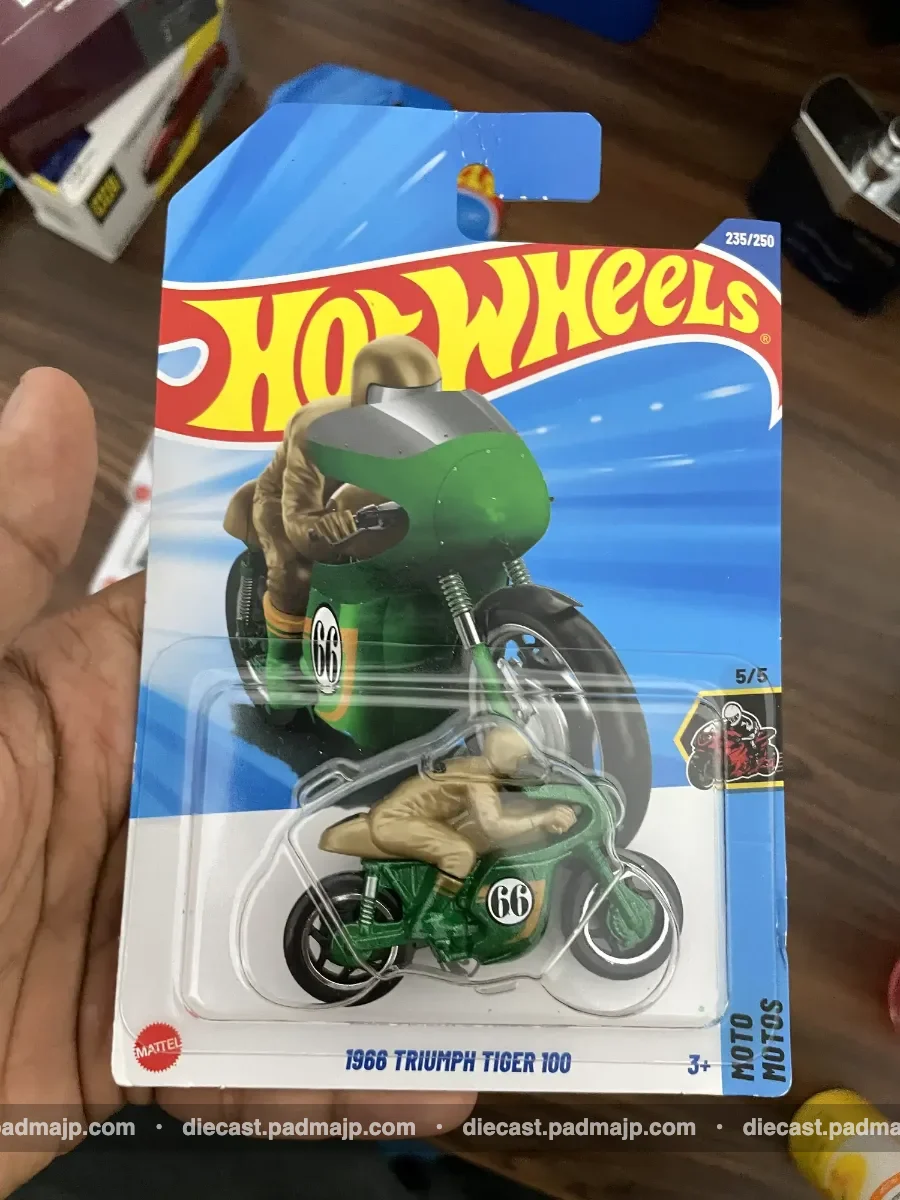 235/250
HOT WHEELS®
66
5/5
66
MOTO
MOTOS
MATTEL
1966 TRIUMPH TIGER 100
3+
padmajp.com • diecast.padmajp.com • diecast.padmajp.com • diecast.padma